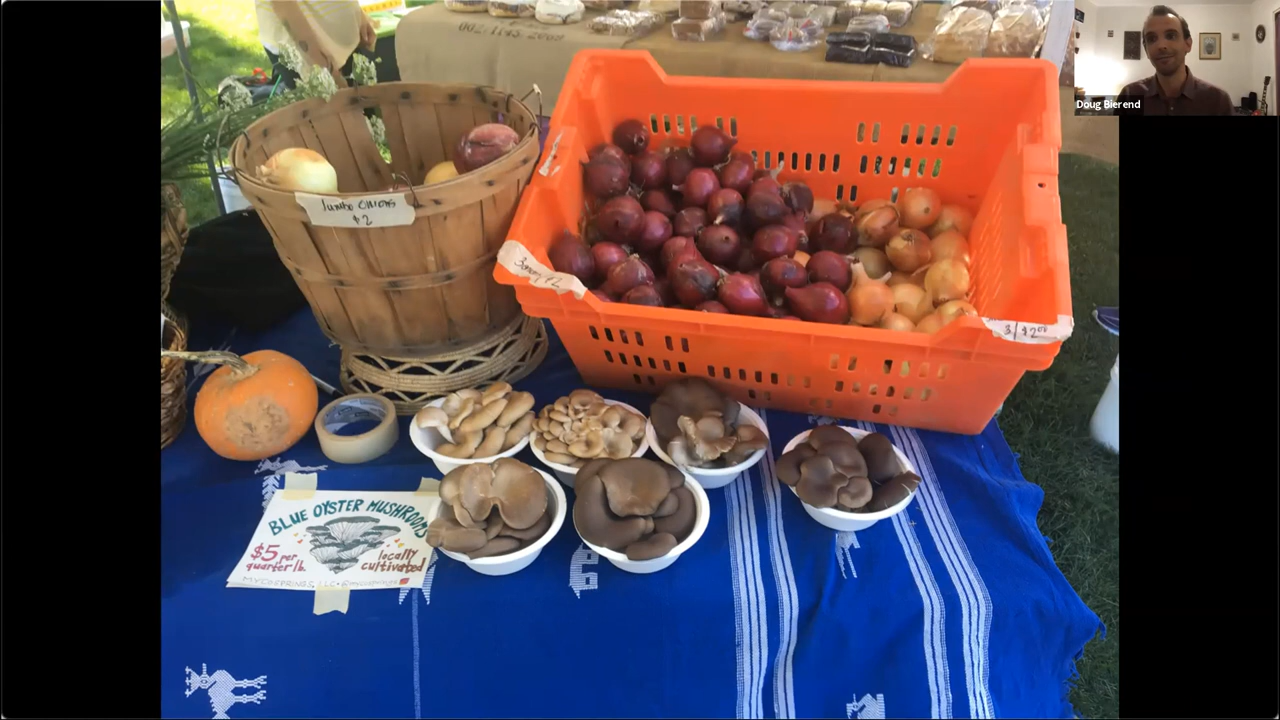 Doug Bierend
Jumbo Onions
$2
3/$2.00
BLUE OYSTER MUSHROOMS
$5 per
quarter lb.
locally
cultivated